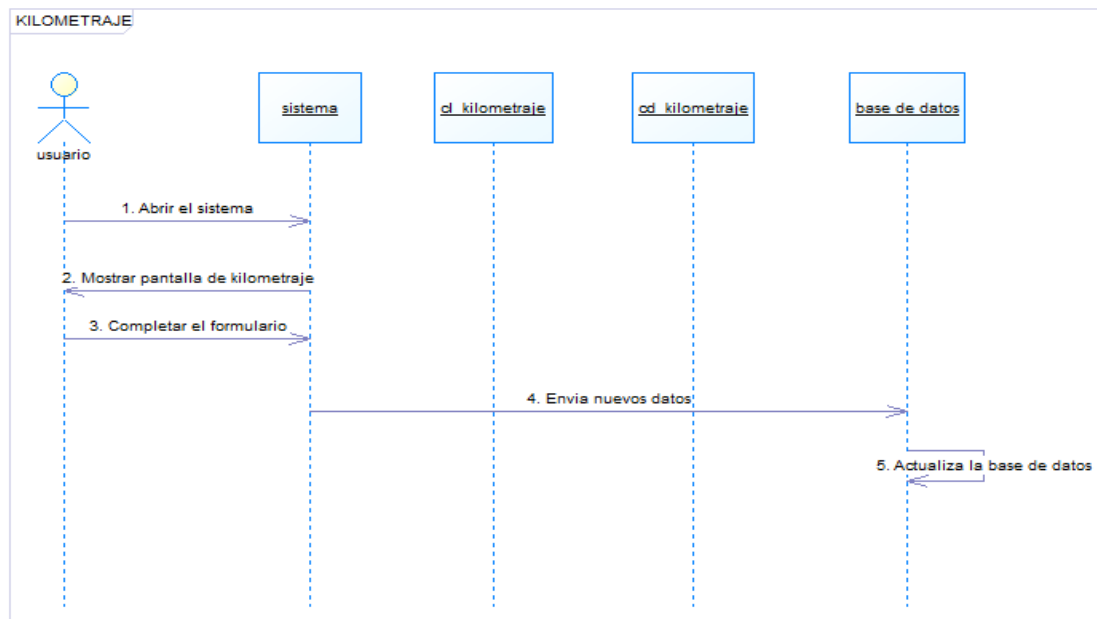 KILOMETRAJE
usuario
sistema
cl_kilometraje
cd_kilometraje
base de datos
1. Abrir el sistema
2. Mostrar pantalla de kilometraje
3. Completar el formulario
4. Envia nuevos datos
5. Actualiza la base de datos